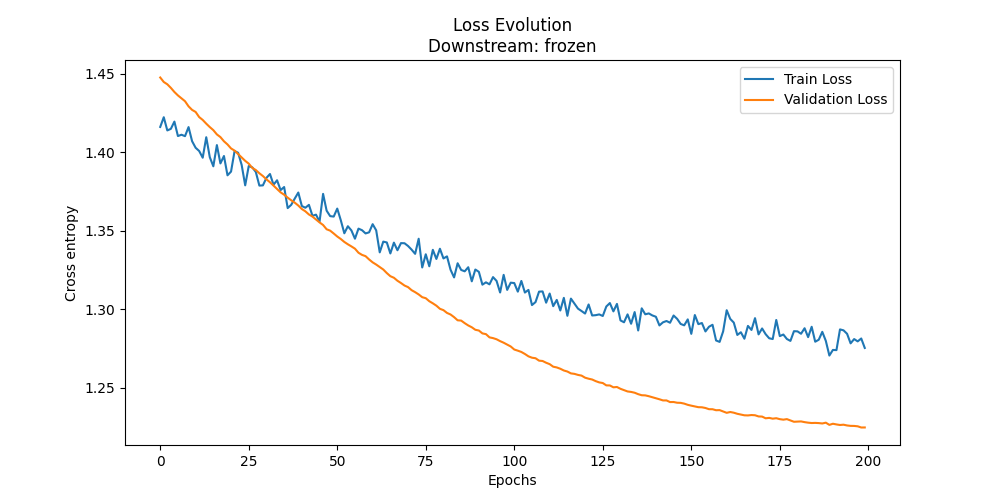 Loss Evolution
Downstream: frozen
Train Loss
Validation Loss
Cross entropy
1.45
1.40
1.35
1.30
1.25
0 25 50 75 100 125 150 175 200
Epochs